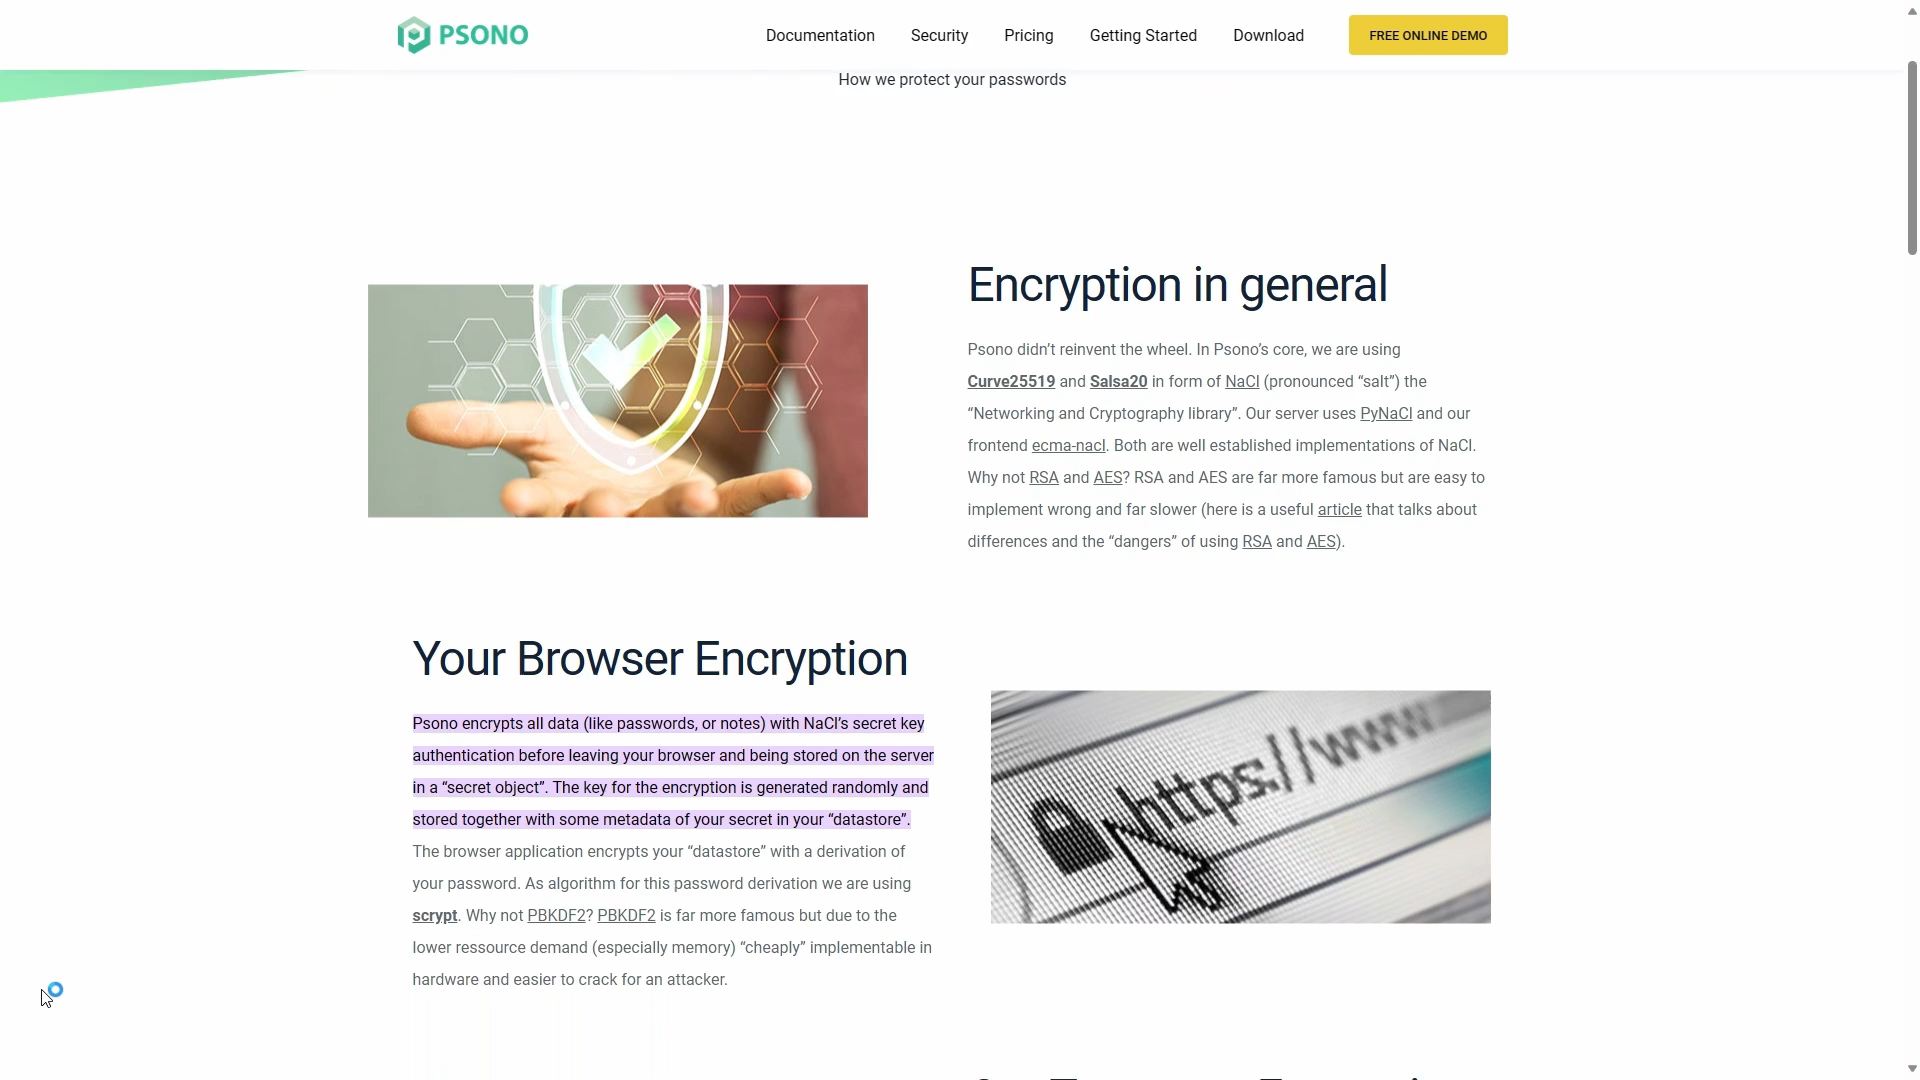 PSONO
Documentation
Security
Pricing
Getting Started
Download
FREE ONLINE DEMO
How we protect your passwords
Encryption in general
Psono didn’t reinvent the wheel. In Psono’s core, we are using
Curve25519 and Salsa20 in form of NaCl (pronounced “salt”) the
“Networking and Cryptography library”. Our server uses PyNaCl and our
frontend ecma-nacl. Both are well established implementations of NaCl.
Why not RSA and AES? RSA and AES are far more famous but are easy to
implement wrong and far slower (here is a useful article that talks about
differences and the “dangers” of using RSA and AES).
Your Browser Encryption
Psono encrypts all data (like passwords, or notes) with NaCl’s secret key
authentication before leaving your browser and being stored on the server
in a “secret object”. The key for the encryption is generated randomly and
stored together with some metadata of your secret in your “datastore”.
The browser application encrypts your “datastore” with a derivation of
your password. As algorithm for this password derivation we are using
scrypt. Why not PBKDF2? PBKDF2 is far more famous but due to the
lower ressource demand (especially memory) “cheaply” implementable in
hardware and easier to crack for an attacker.
https://www